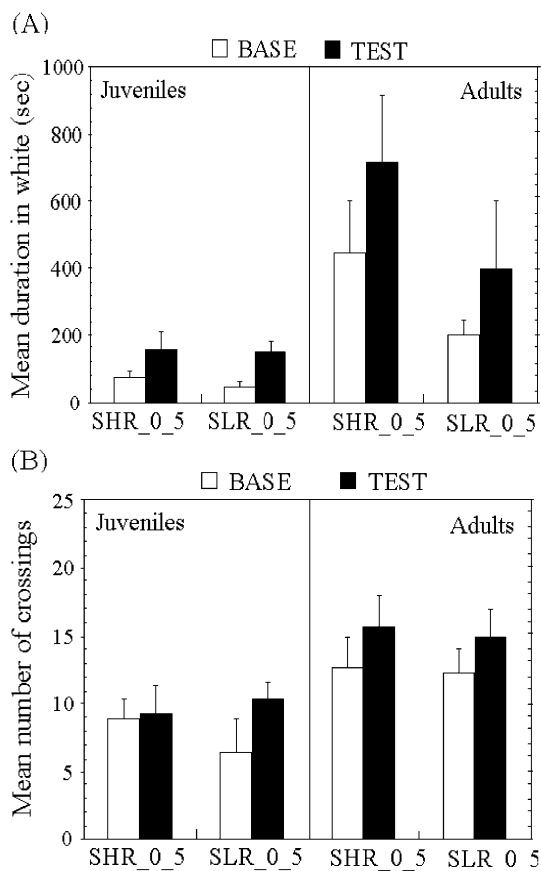 (A)
BASE TEST
Mean duration in white (sec)
1000
800
600
400
200
0
Juveniles Adults
SHR_0_5 SLR_0_5 SHR_0_5 SLR_0_5
(B)
BASE TEST
Mean number of crossings
25
20
15
10
5
0
Juveniles Adults
SHR_0_5 SLR_0_5 SHR_0_5 SLR_0_5